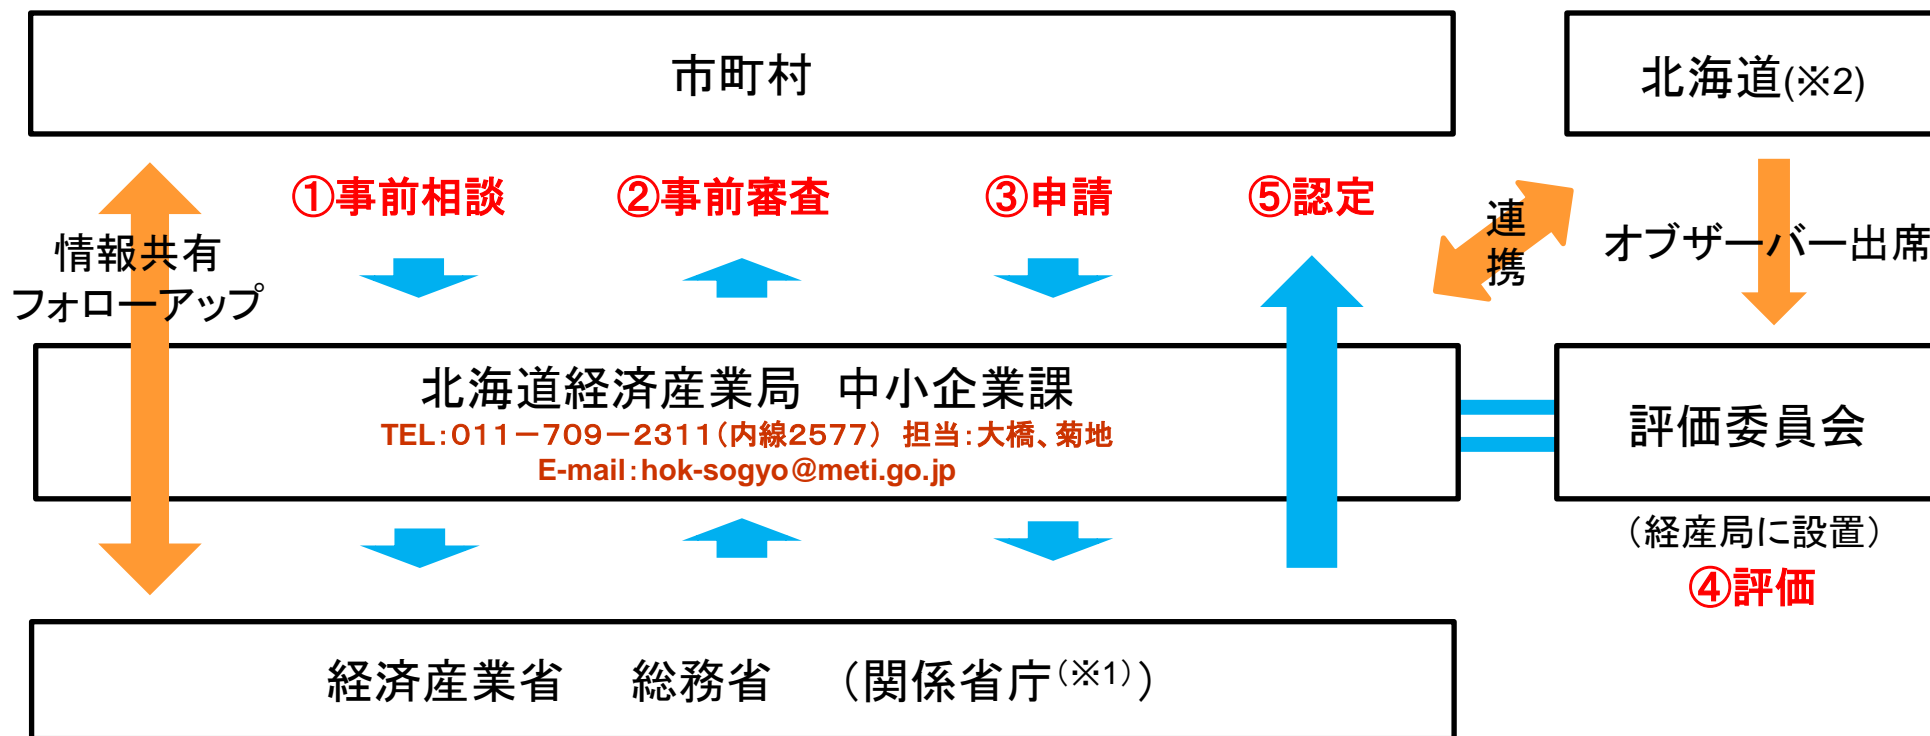 市町村
北海道(※2)
①事前相談
②事前審査
③申請
⑤認定
連携
情報共有
フォローアップ
オブザーバー出席
北海道経済産業局　中小企業課
TEL：０１１－７０９－２３１１（内線２５７７）　担当：大橋、菊地
E-mail：hok-sogyo@meti.go.jp
評価委員会
（経産局に設置）
④評価
経済産業省　総務省　（関係省庁(※1)）